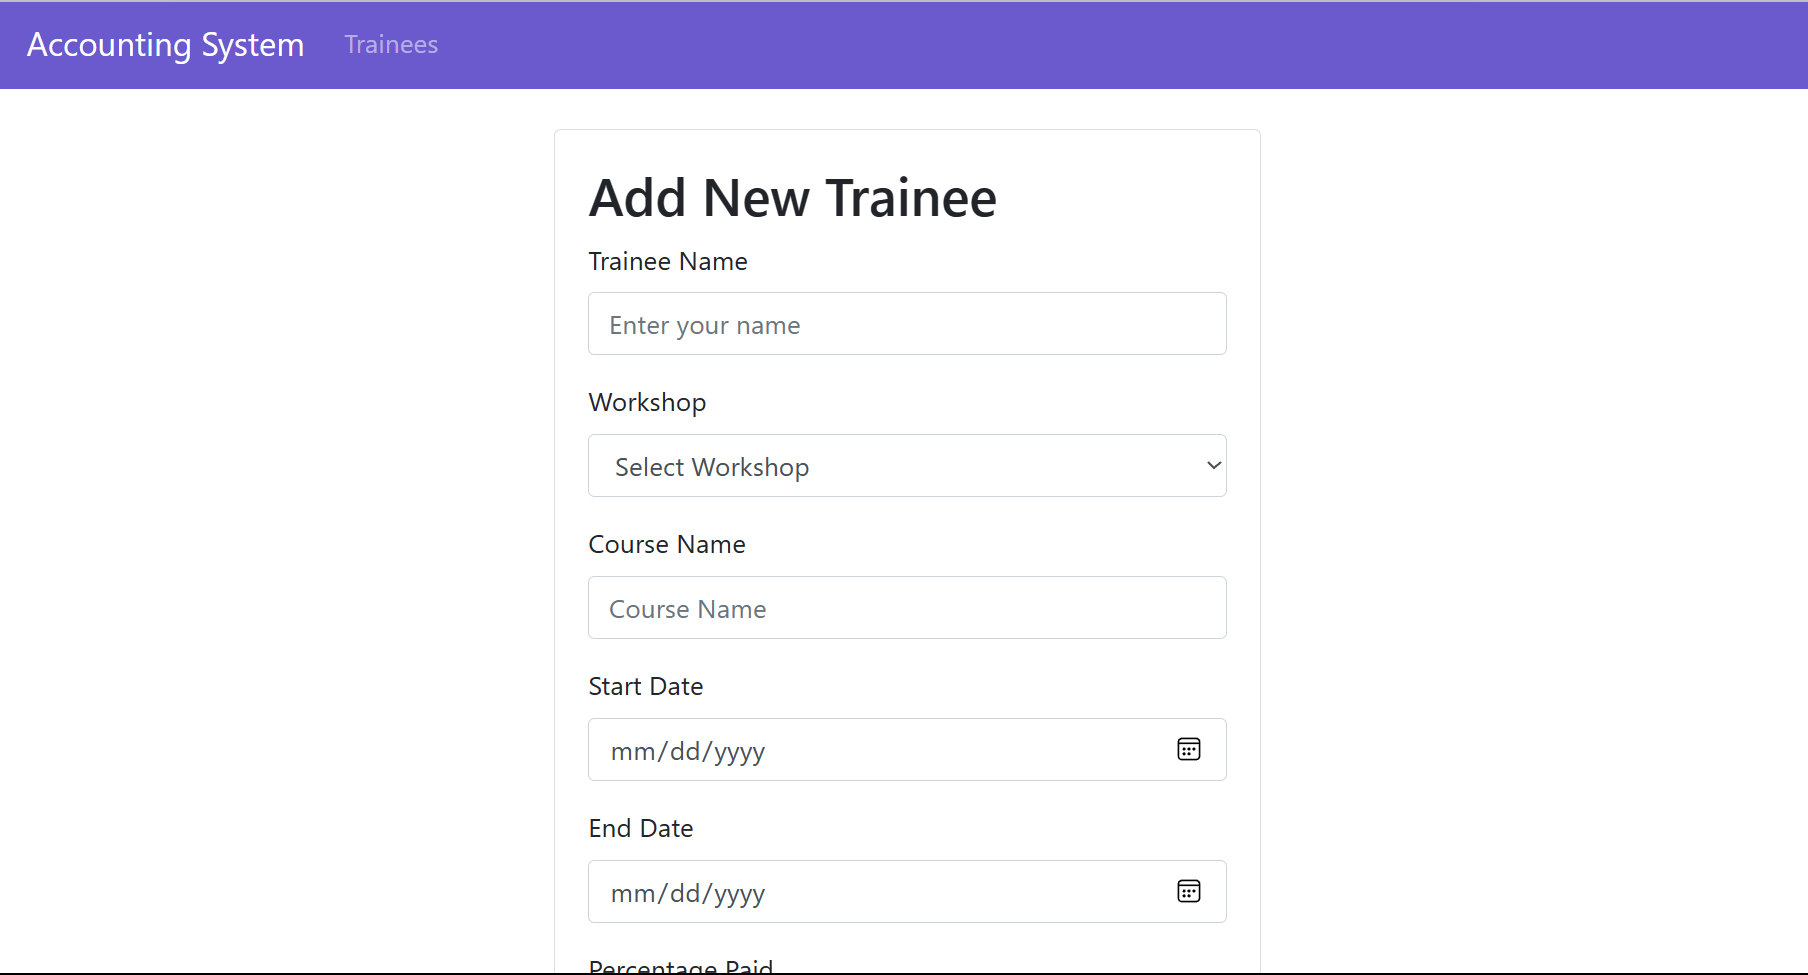 Accounting System Trainees
Add New Trainee
Trainee Name
Enter your name
Workshop
Select Workshop
Course Name
Course Name
Start Date
mm/dd/yyyy
End Date
mm/dd/yyyy
Percentage Paid